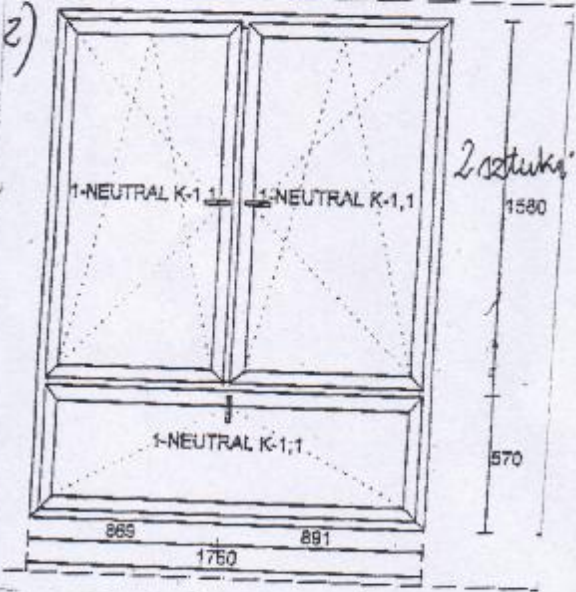 2)
1-NEUTRAL K-1,1
1-NEUTRAL K-1,1
2 sztuki
1580
1-NEUTRAL K-1,1
570
869
891
1760